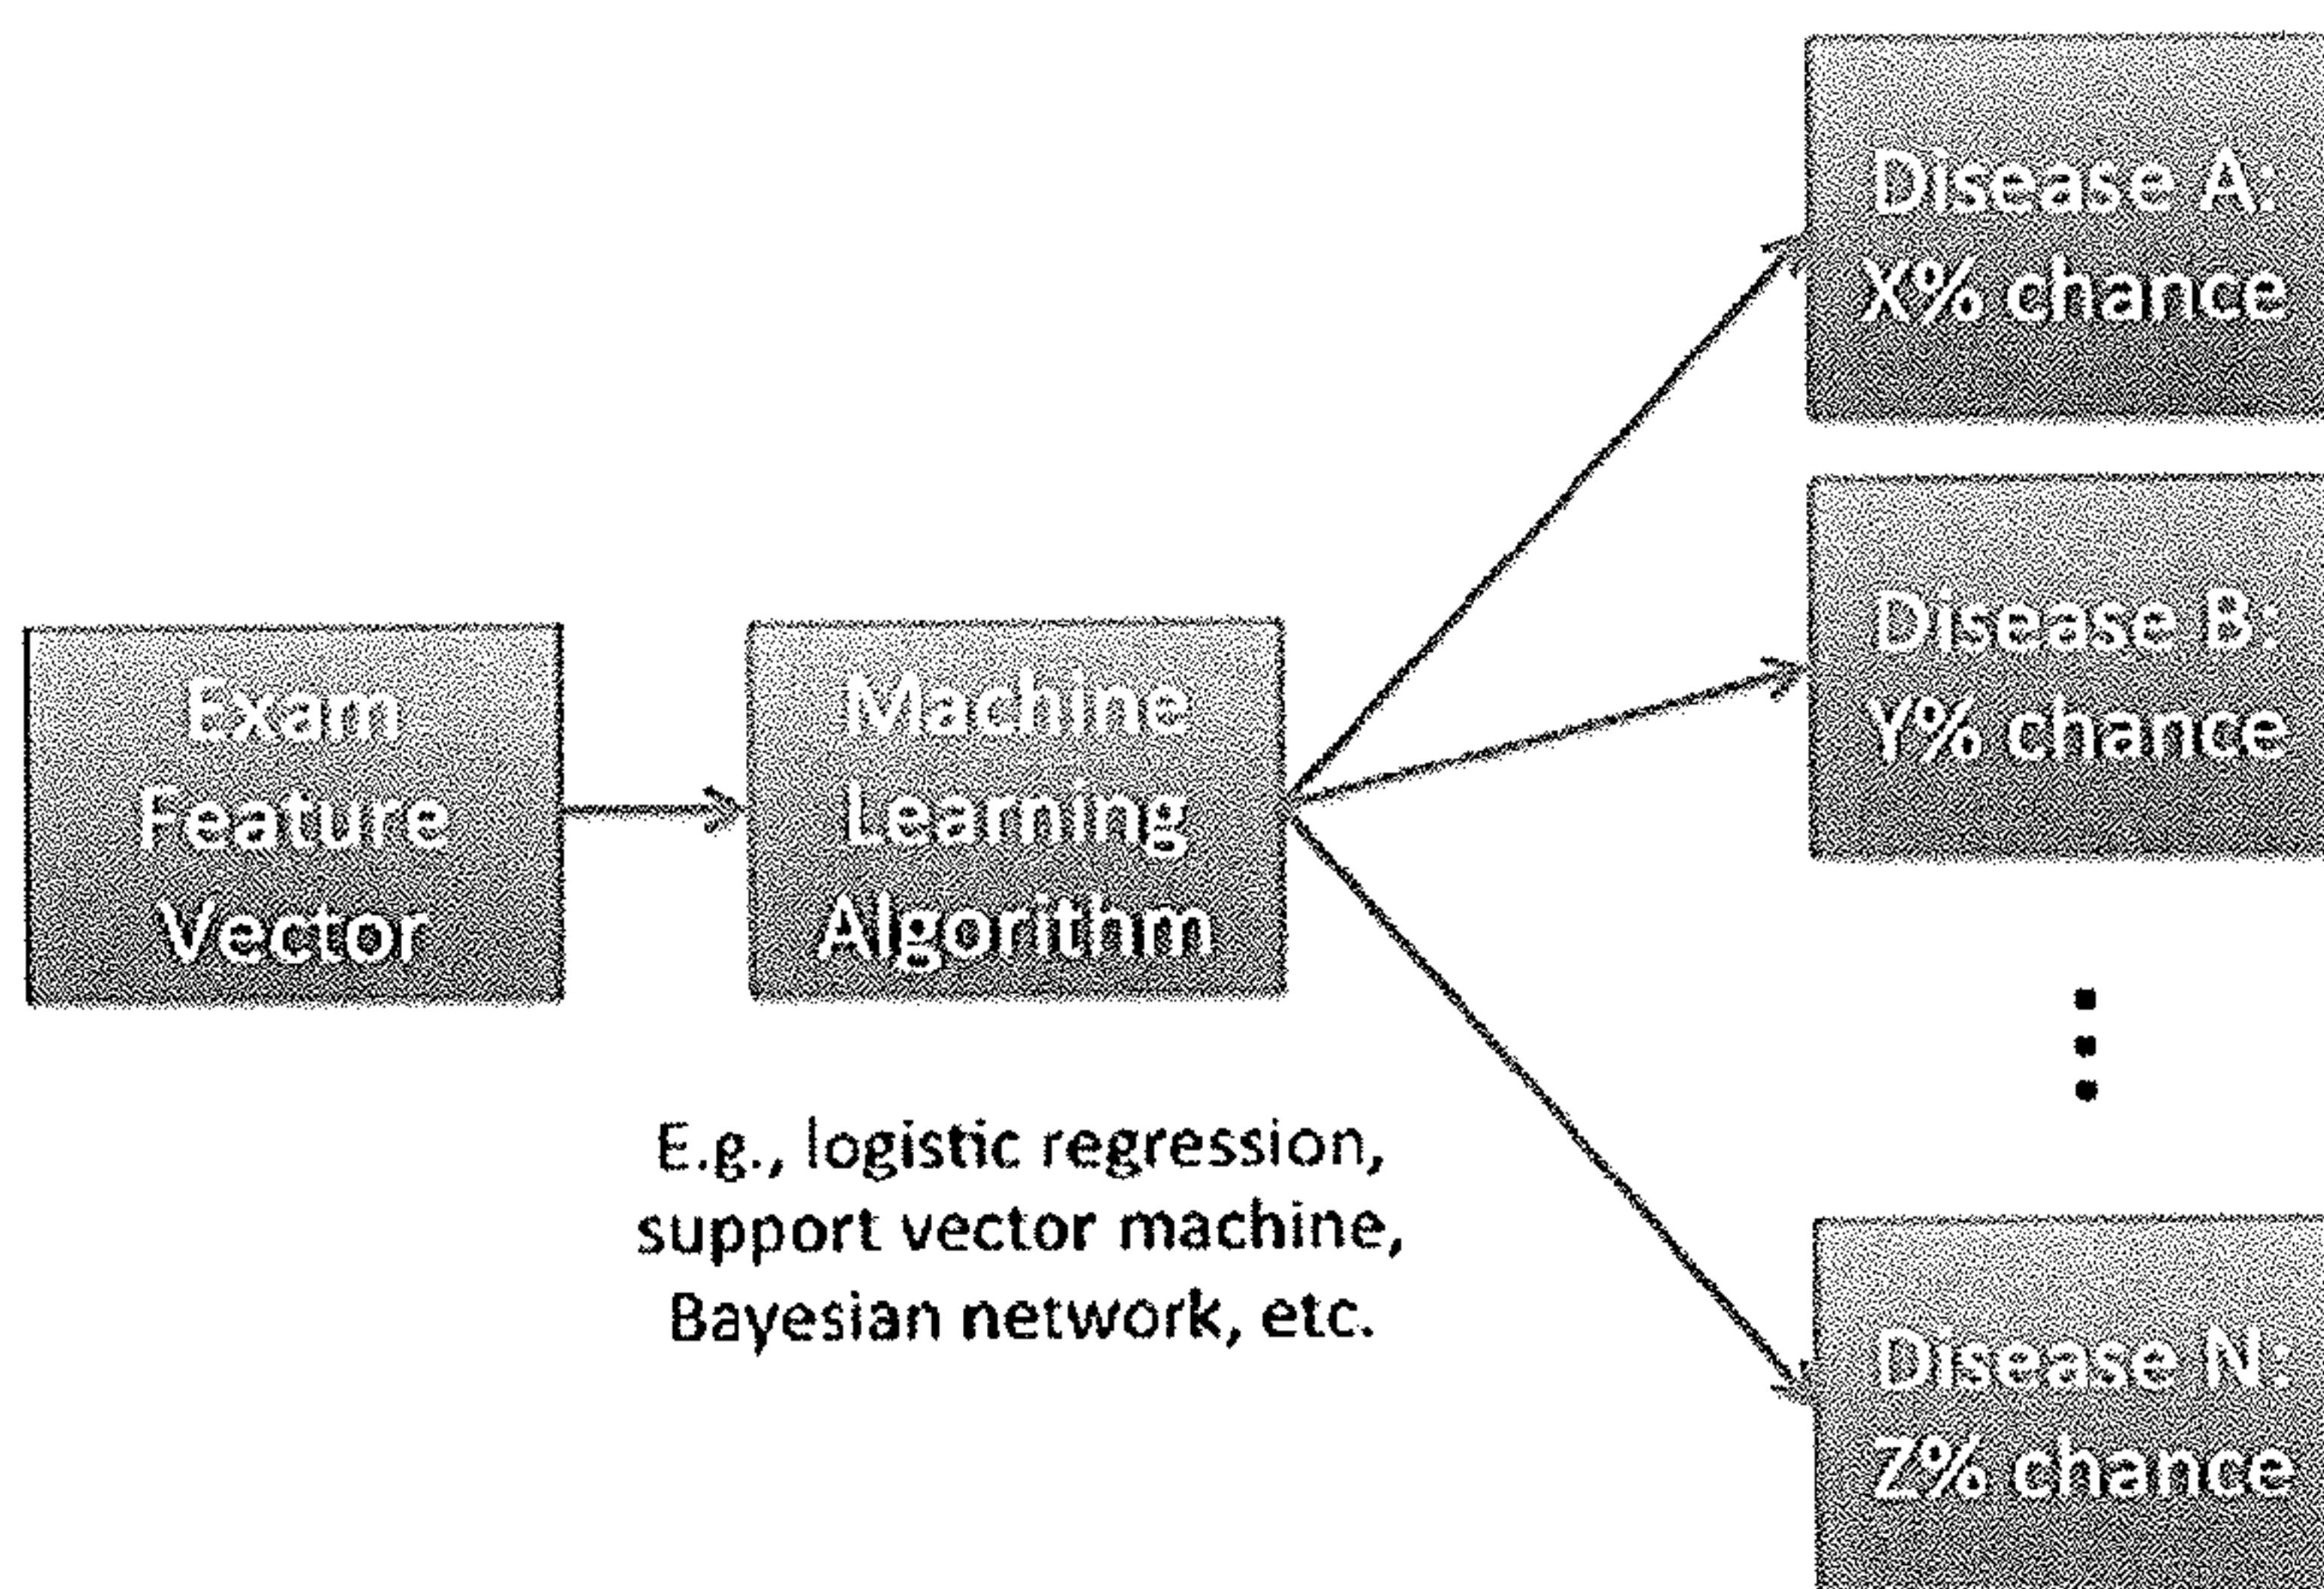 Exam
Feature
Vector
Machine
Learning
Algorithm
E.g., logistic regression,
support vector machine,
Bayesian network, etc.
Disease A:
X% chance
Disease B:
Y% chance
Disease N:
Z% chance